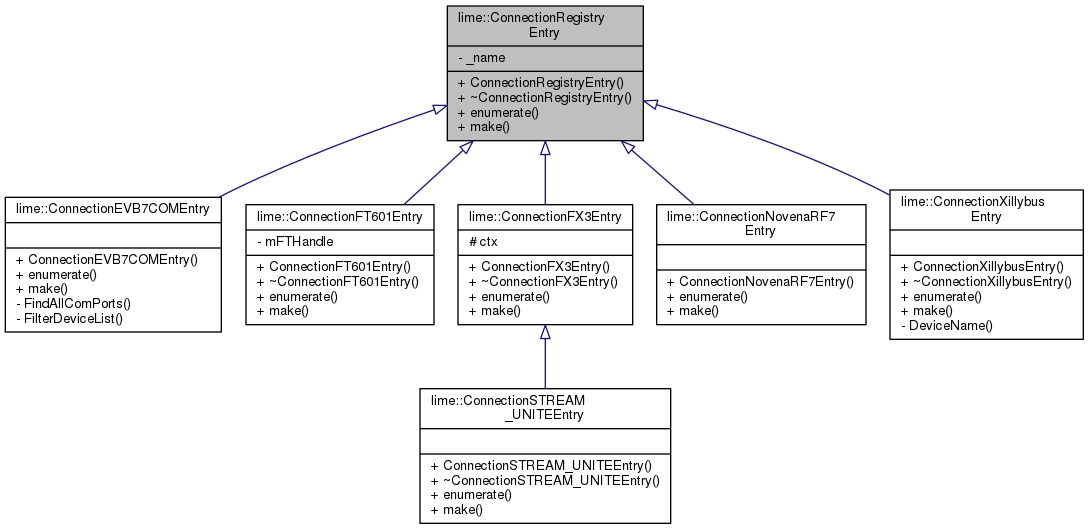 lime::ConnectionRegistry
Entry
- _name
+ ConnectionRegistryEntry()
+ ~ConnectionRegistryEntry()
+ enumerate()
+ make()
lime::ConnectionEVB7COMEntry
+ ConnectionEVB7COMEntry()
+ enumerate()
+ make()
- FindAllComPorts()
- FilterDeviceList()
lime::ConnectionFT601Entry
- mFTHandle
+ ConnectionFT601Entry()
+ ~ConnectionFT601Entry()
+ enumerate()
+ make()
lime::ConnectionFX3Entry
# ctx
+ ConnectionFX3Entry()
+ ~ConnectionFX3Entry()
+ enumerate()
+ make()
lime::ConnectionNovenaRF7
Entry
+ ConnectionNovenaRF7Entry()
+ enumerate()
+ make()
lime::ConnectionXillybus
Entry
+ ConnectionXillybusEntry()
+ ~ConnectionXillybusEntry()
+ enumerate()
+ make()
- DeviceName()
lime::ConnectionSTREAM
_UNITEEntry
+ ConnectionSTREAM_UNITEEntry()
+ ~ConnectionSTREAM_UNITEEntry()
+ enumerate()
+ make()